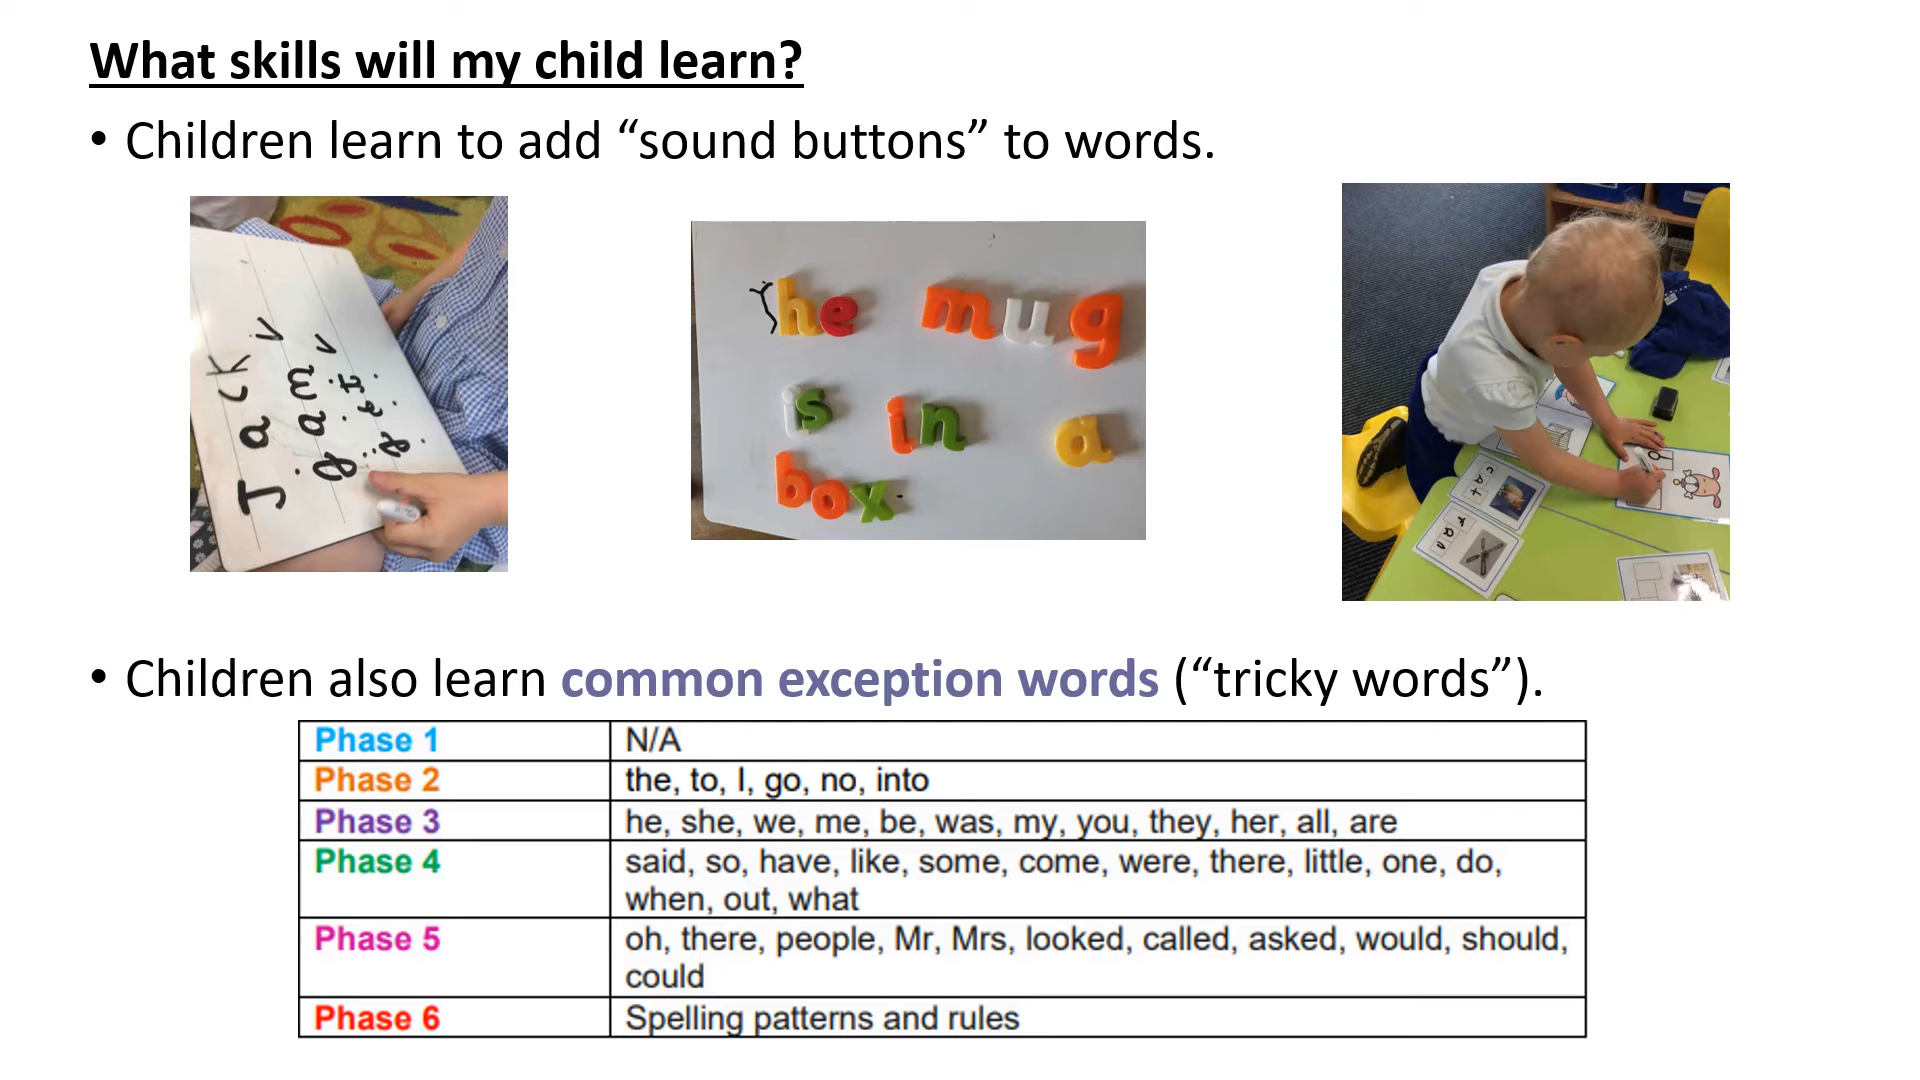 What skills will my child learn?
• Children learn to add “sound buttons” to words.
J a ck
g a m
The mug
is in a
box.
cat
• Children also learn common exception words (“tricky words”).
Phase 1 N/A
Phase 2 the, to, I, go, no, into
Phase 3 he, she, we, me, be, was, my, you, they, her, all, are
Phase 4 said, so, have, like, some, come, were, there, little, one, do,
when, out, what
Phase 5 oh, there, people, Mr, Mrs, looked, called, asked, would, should,
could
Phase 6 Spelling patterns and rules